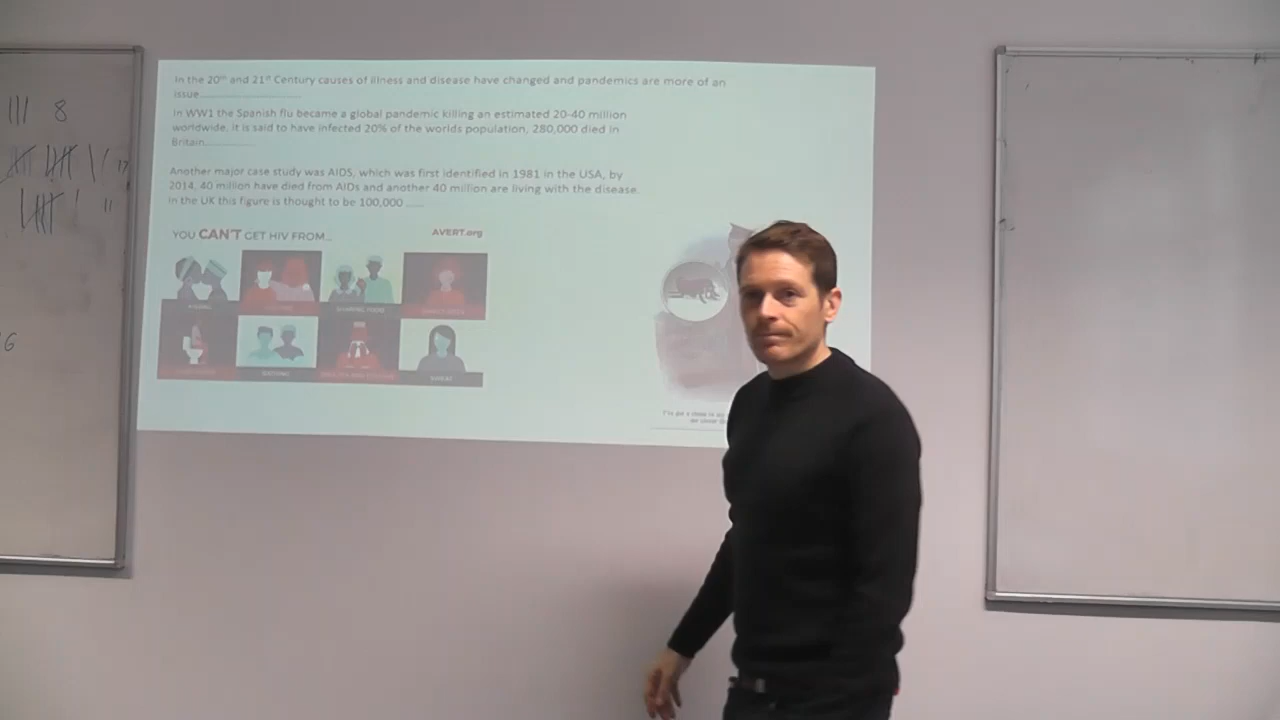 In the 20th and 21st Century causes of illness and disease have changed and pandemics are more of an
issue..............................
In WW1 the Spanish flu became a global pandemic killing an estimated 20-40 million
worldwide, it is said to have infected 20% of the worlds population, 280,000 died in
Britain................
Another major case study was AIDS, which was first identified in 1981 in the USA, by
2014, 40 million have died from AIDs and another 40 million are living with the disease.
In the UK this figure is thought to be 100,000 ......
YOU CAN'T GET HIV FROM...
AVERT.org
KISSING
SHARING FOOD
SWEAT
8
6